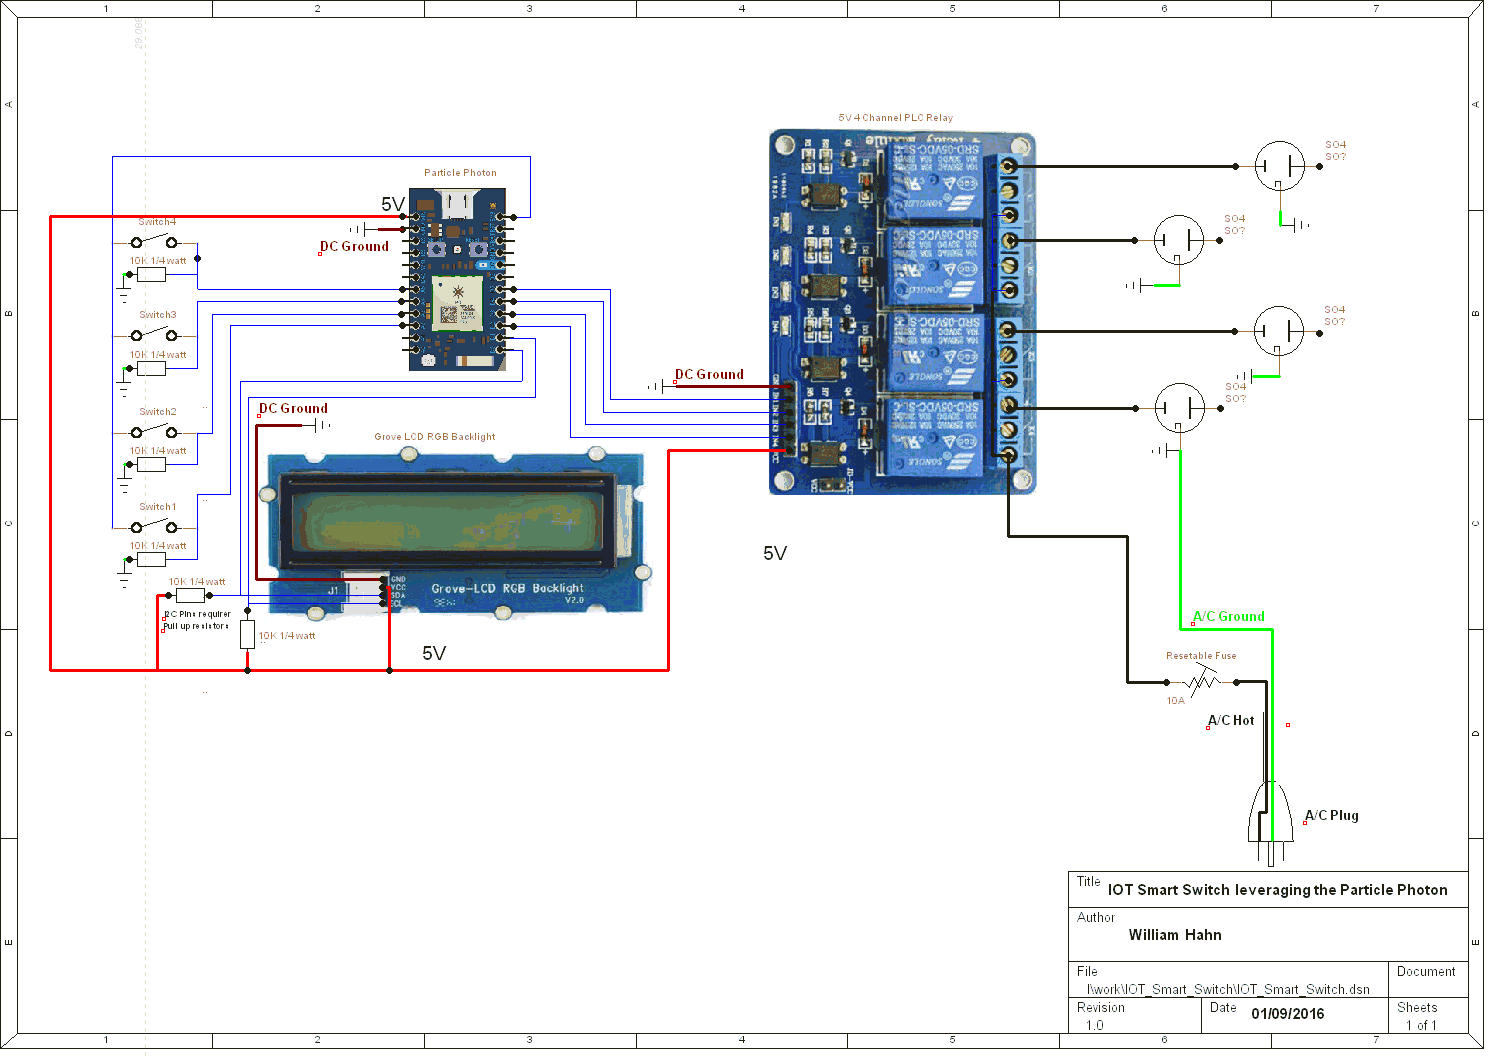 1 2 3 4 5 6 7
A
B
C
D
E
A
B
C
D
E
5V 4 Channel PLC Relay
SO4
SO?
Particle Photon
5V
DC Ground
Switch4
10K 1/4 watt
SO4
SO?
Switch3
10K 1/4 watt
SO4
SO?
DC Ground
SO4
SO?
Switch2
10K 1/4 watt
DC Ground
Grove LCD RGB Backlight
Switch1
10K 1/4 watt
5V
10K 1/4 watt
I2C Pins requirer
Pull up resistors
GND
VCC
SDA
SCL
J1
Grove-LCD RGB Backlight
V2.0
10K 1/4 watt
5V
A/C Ground
Resetable Fuse
10A
A/C Hot
A/C Plug
Title IOT Smart Switch leveraging the Particle Photon
Author
William Hahn
File
I\work\IOT_Smart_Switch\IOT_Smart_Switch.dsn
Document
Revision
1.0
Date 01/09/2016
Sheets
1 of 1
1 2 3 4 5 6 7